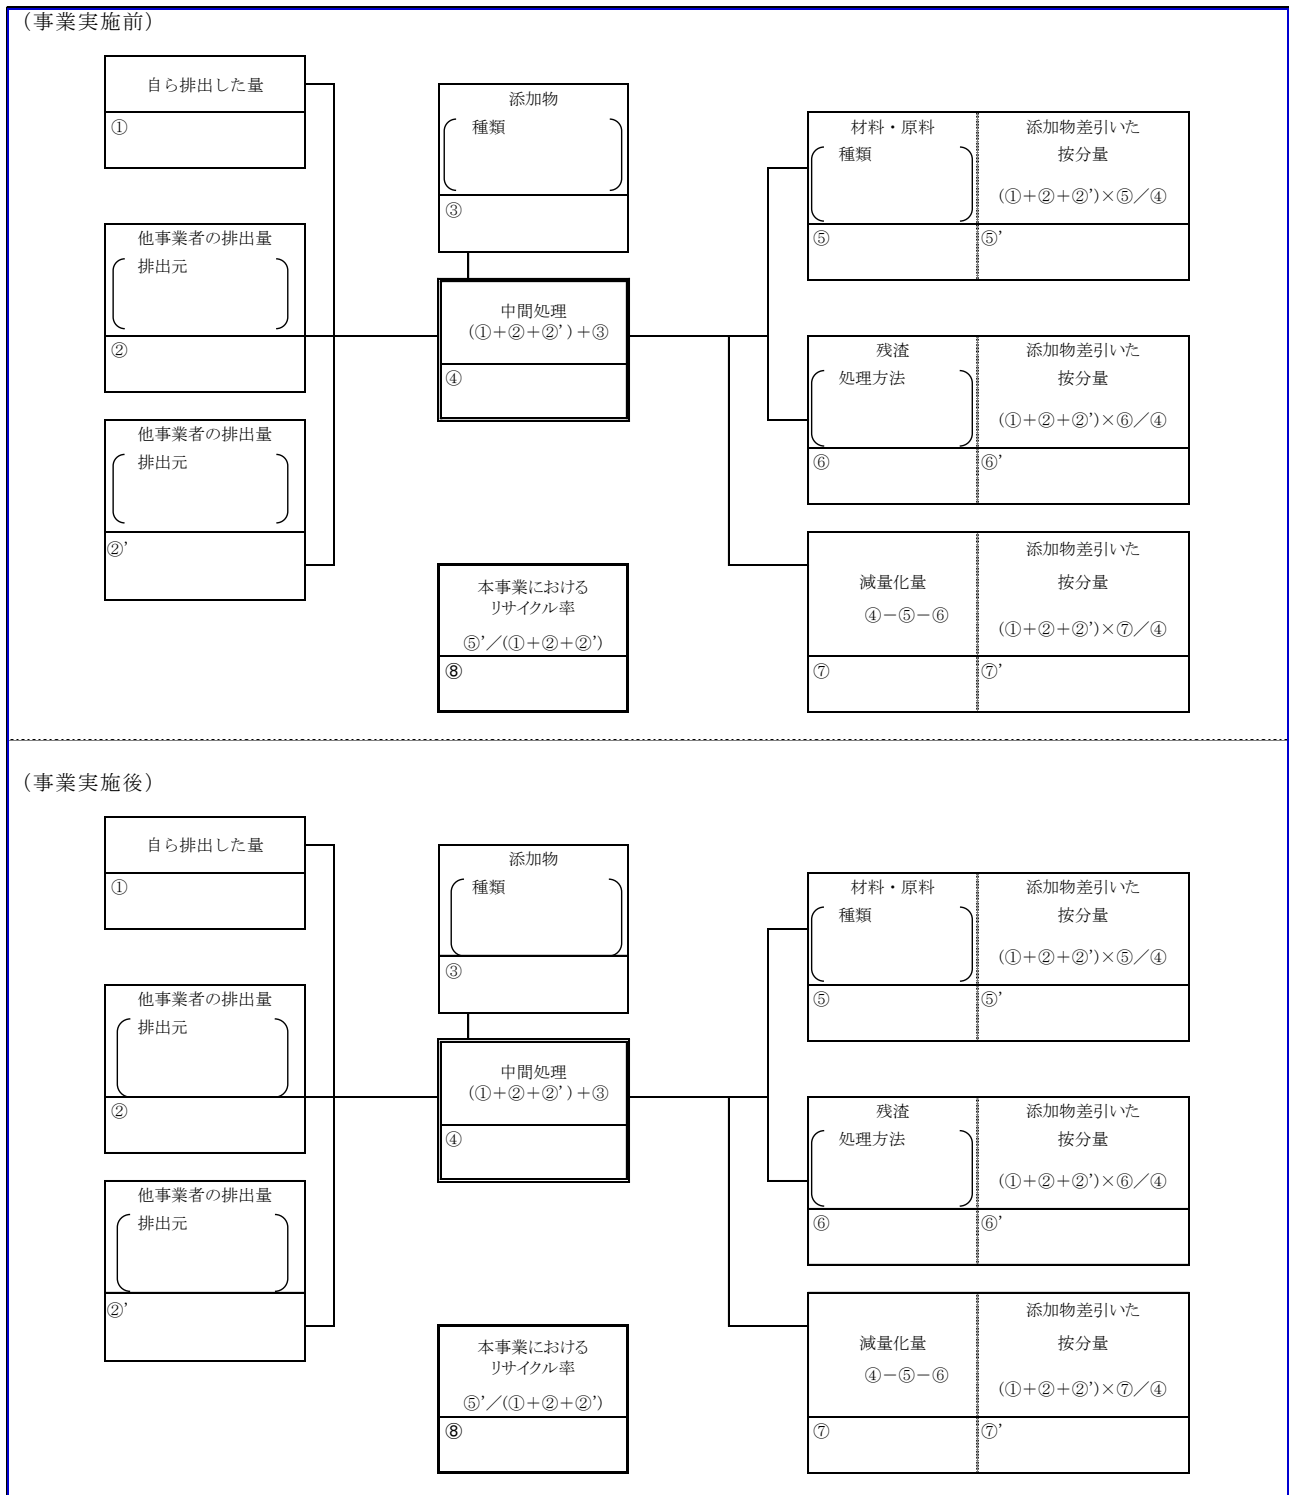 （事業実施前）
自ら排出した量
①
他事業者の排出量
排出元
②
他事業者の排出量
排出元
②’
添加物
種類
③
中間処理
(①＋②＋②’)＋③
④
本事業における
リサイクル率
⑤’／(①＋②＋②’)
⑧
材料・原料
種類
⑤
添加物差引いた
按分量
(①＋②＋②’)×⑤／④
⑤’
残渣
処理方法
⑥
添加物差引いた
按分量
(①＋②＋②’)×⑥／④
⑥’
減量化量
④－⑤－⑥
⑦
添加物差引いた
按分量
(①＋②＋②’)×⑦／④
⑦’
（事業実施後）
自ら排出した量
①
他事業者の排出量
排出元
②
他事業者の排出量
排出元
②’
添加物
種類
③
中間処理
(①＋②＋②’)＋③
④
本事業における
リサイクル率
⑤’／(①＋②＋②’)
⑧
材料・原料
種類
⑤
添加物差引いた
按分量
(①＋②＋②’)×⑤／④
⑤’
残渣
処理方法
⑥
添加物差引いた
按分量
(①＋②＋②’)×⑥／④
⑥’
減量化量
④－⑤－⑥
⑦
添加物差引いた
按分量
(①＋②＋②’)×⑦／④
⑦’